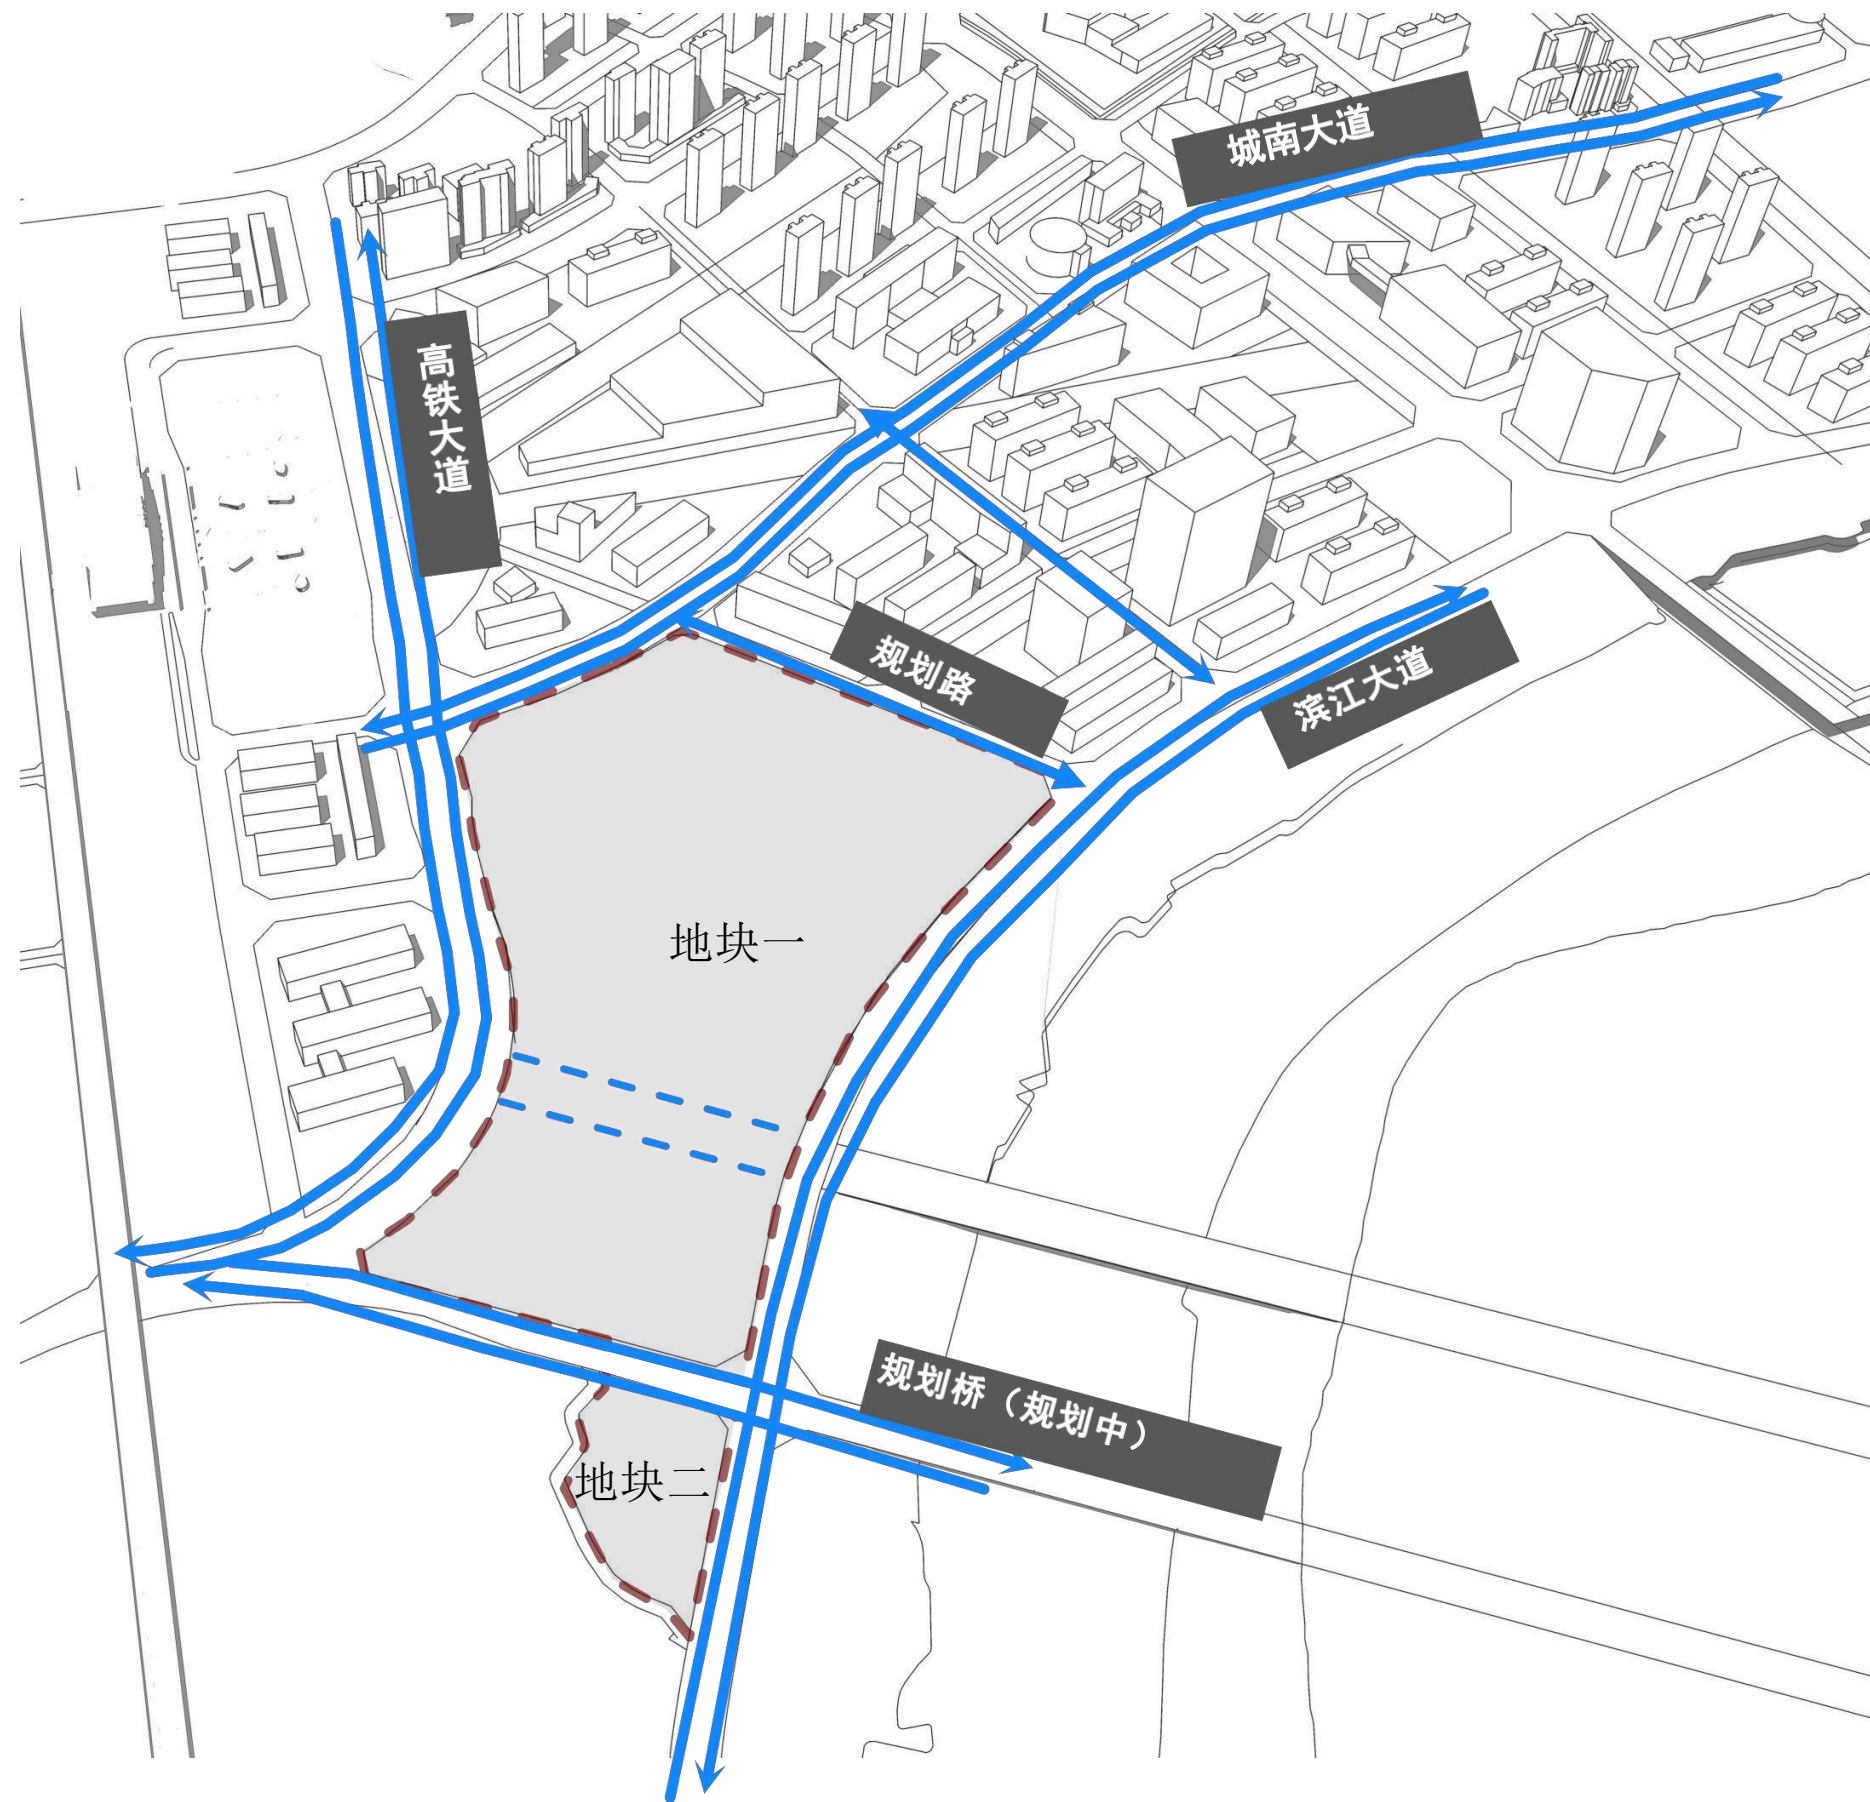 城南大道
高铁大道
规划路
滨江大道
地块一
规划桥（规划中）
地块二